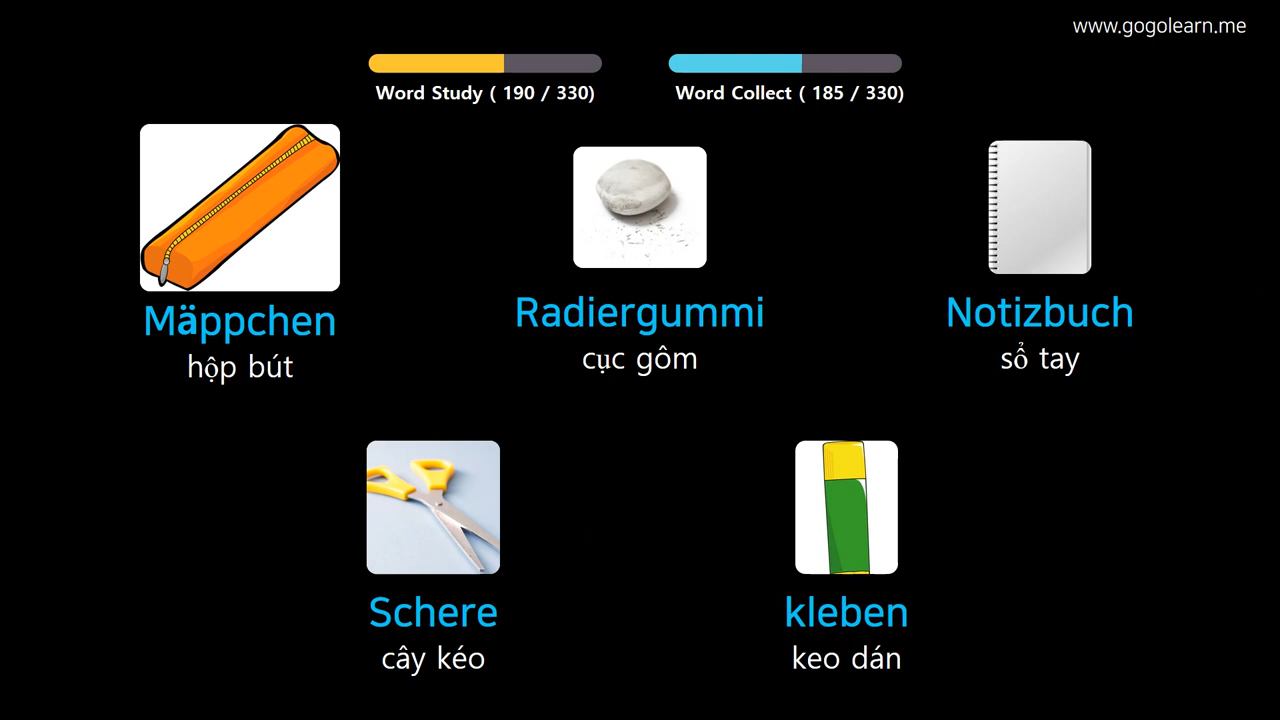 www.gogolearn.me
Word Study ( 190 / 330)
Word Collect ( 185 / 330)
Mäppchen
hộp bút
Radiergummi
cục gôm
Notizbuch
sổ tay
Schere
cây kéo
kleben
keo dán